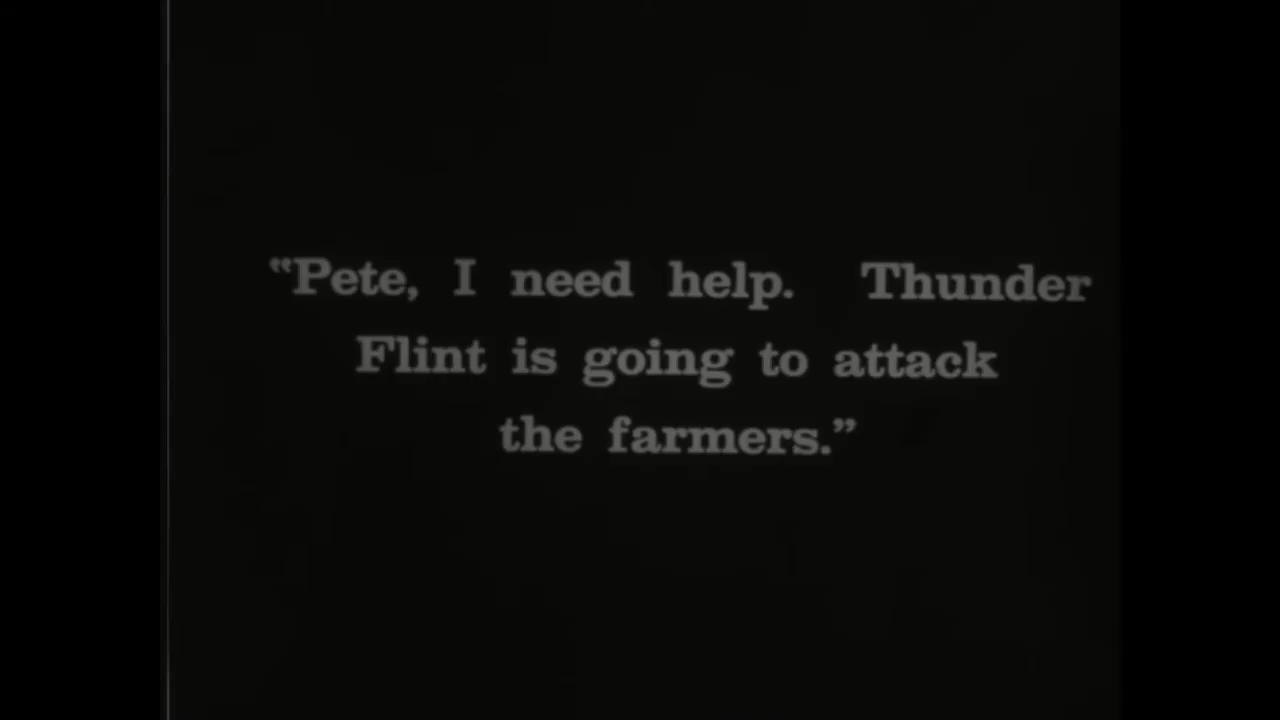 “Pete, I need help. Thunder
Flint is going to attack
the farmers.”